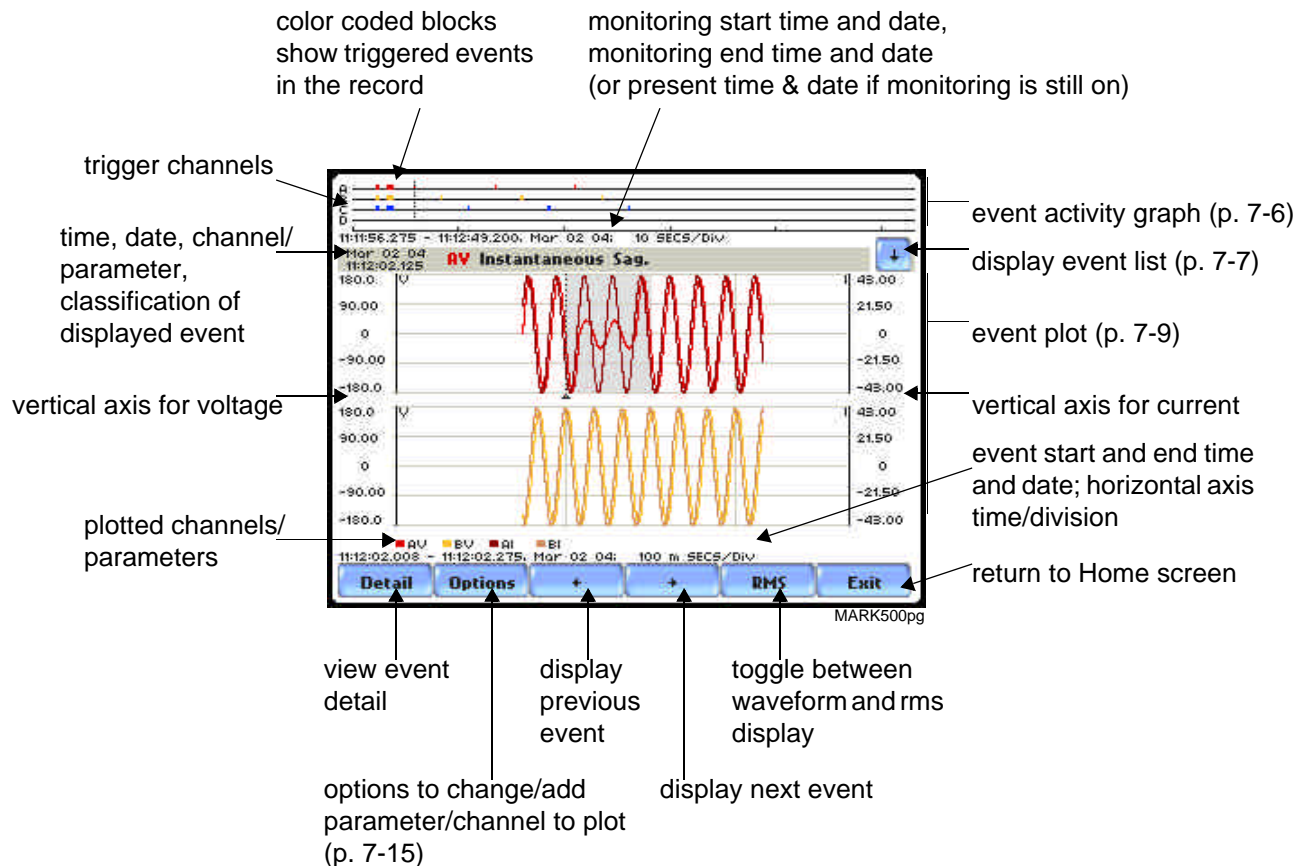 color coded blocks
show triggered events
in the record
monitoring start time and date,
monitoring end time and date
(or present time & date if monitoring is still on)
trigger channels
time, date, channel/
parameter,
classification of
displayed event
vertical axis for voltage
plotted channels/
parameters
A
B
C
D
11:11:56.275 - 11:12:49.200, Mar 02 04; 10 SECS/Div
Mar 02 04
11:12:02.125
AV Instantaneous Sag.
↓
180.0
90.00
0
-90.00
-180.0
V
I
43.00
21.50
0
-21.50
-43.00
180.0
90.00
0
-90.00
-180.0
V
I
43.00
21.50
0
-21.50
-43.00
AV BV AI BI
11:12:02.008 - 11:12:02.275, Mar 02 04; 100 m SECS/Div
Detail Options ← → RMS Exit
MARK500pg
event activity graph (p. 7-6)
display event list (p. 7-7)
event plot (p. 7-9)
vertical axis for current
event start and end time
and date; horizontal axis
time/division
return to Home screen
view event
detail
display
previous
event
toggle between
waveform and rms
display
options to change/add
parameter/channel to plot
(p. 7-15)
display next event